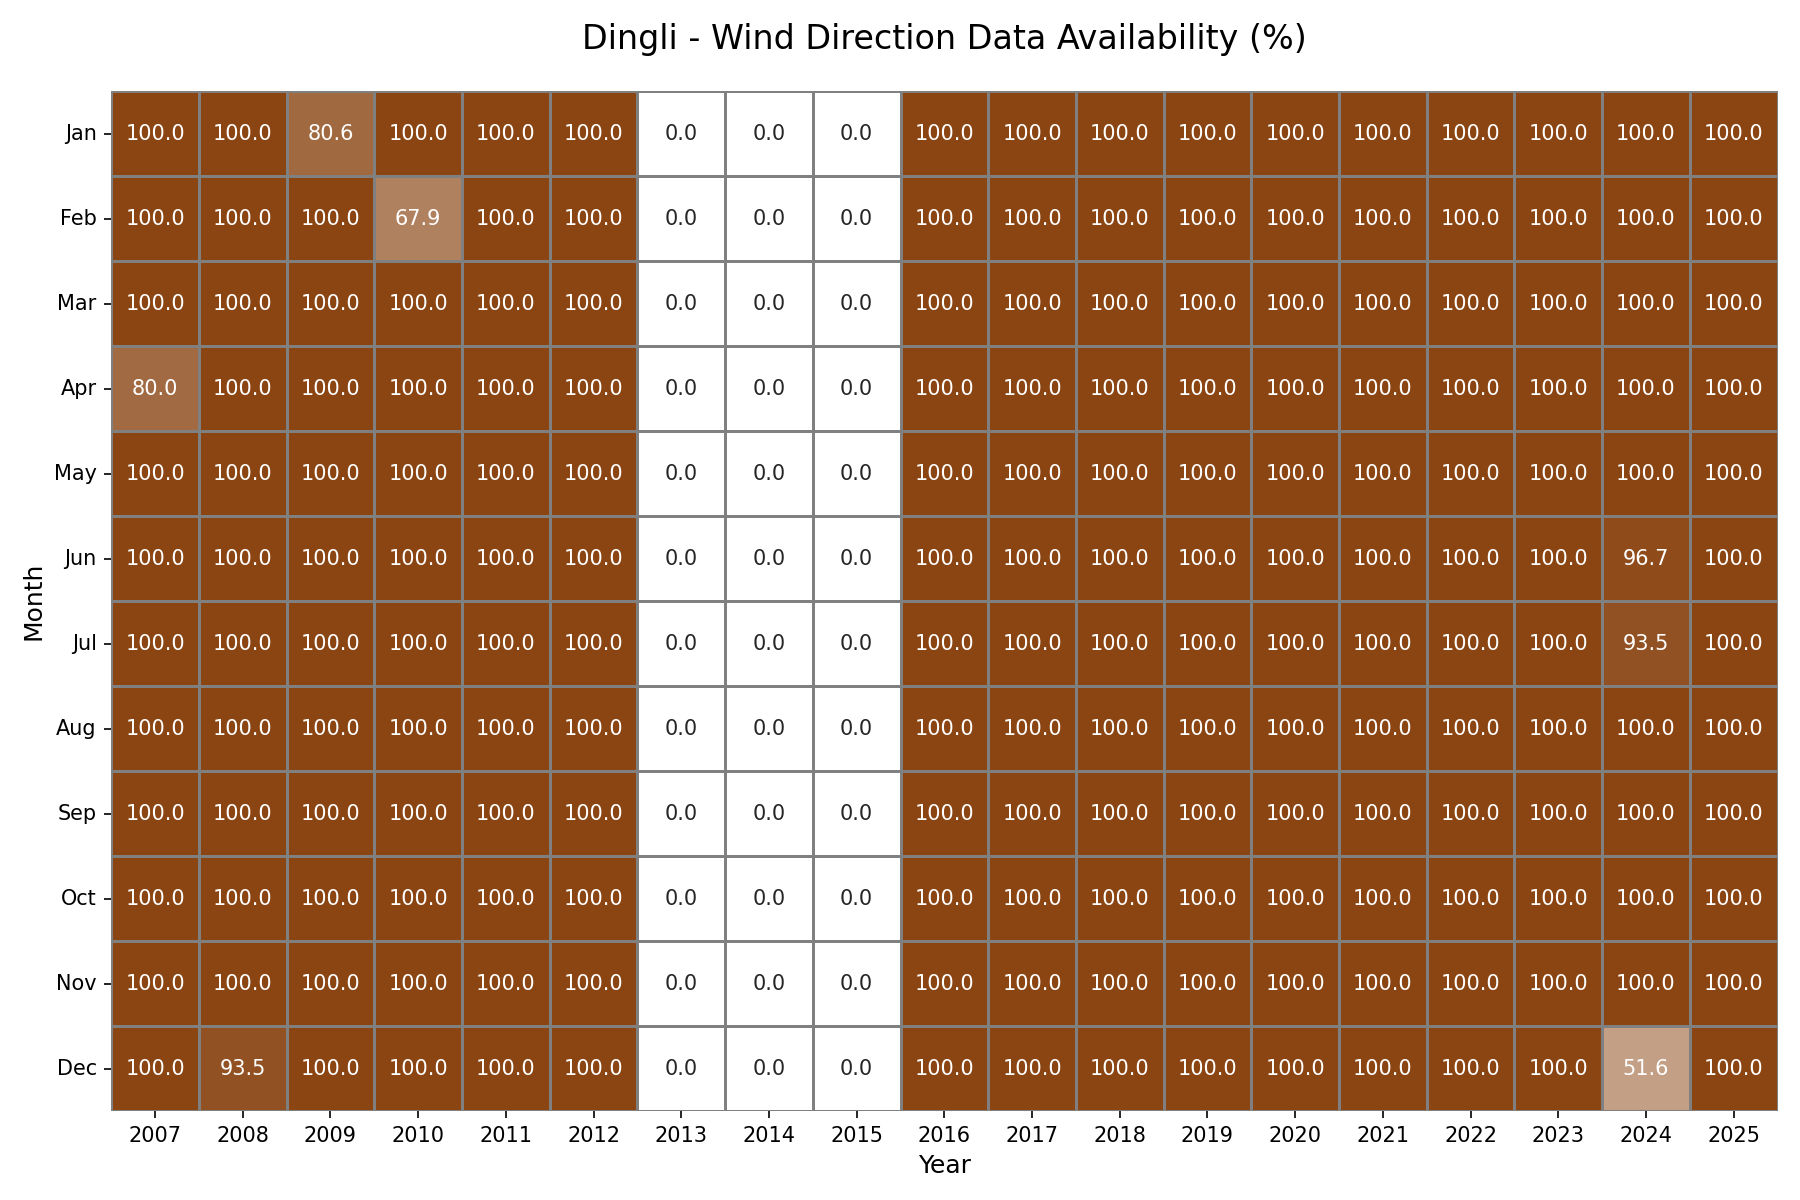 Dingli - Wind Direction Data Availability (%)
Jan 100.0 100.0 80.6 100.0 100.0 100.0 0.0 0.0 0.0 100.0 100.0 100.0 100.0 100.0 100.0 100.0 100.0 100.0 100.0
Feb 100.0 100.0 100.0 67.9 100.0 100.0 0.0 0.0 0.0 100.0 100.0 100.0 100.0 100.0 100.0 100.0 100.0 100.0 100.0
Mar 100.0 100.0 100.0 100.0 100.0 100.0 0.0 0.0 0.0 100.0 100.0 100.0 100.0 100.0 100.0 100.0 100.0 100.0 100.0
Apr 80.0 100.0 100.0 100.0 100.0 100.0 0.0 0.0 0.0 100.0 100.0 100.0 100.0 100.0 100.0 100.0 100.0 100.0 100.0
May 100.0 100.0 100.0 100.0 100.0 100.0 0.0 0.0 0.0 100.0 100.0 100.0 100.0 100.0 100.0 100.0 100.0 100.0 100.0
Jun 100.0 100.0 100.0 100.0 100.0 100.0 0.0 0.0 0.0 100.0 100.0 100.0 100.0 100.0 100.0 100.0 100.0 96.7 100.0
Jul 100.0 100.0 100.0 100.0 100.0 100.0 0.0 0.0 0.0 100.0 100.0 100.0 100.0 100.0 100.0 100.0 100.0 93.5 100.0
Aug 100.0 100.0 100.0 100.0 100.0 100.0 0.0 0.0 0.0 100.0 100.0 100.0 100.0 100.0 100.0 100.0 100.0 100.0 100.0
Sep 100.0 100.0 100.0 100.0 100.0 100.0 0.0 0.0 0.0 100.0 100.0 100.0 100.0 100.0 100.0 100.0 100.0 100.0 100.0
Oct 100.0 100.0 100.0 100.0 100.0 100.0 0.0 0.0 0.0 100.0 100.0 100.0 100.0 100.0 100.0 100.0 100.0 100.0 100.0
Nov 100.0 100.0 100.0 100.0 100.0 100.0 0.0 0.0 0.0 100.0 100.0 100.0 100.0 100.0 100.0 100.0 100.0 100.0 100.0
Dec 100.0 93.5 100.0 100.0 100.0 100.0 0.0 0.0 0.0 100.0 100.0 100.0 100.0 100.0 100.0 100.0 100.0 51.6 100.0
2007 2008 2009 2010 2011 2012 2013 2014 2015 2016 2017 2018 2019 2020 2021 2022 2023 2024 2025
Year
Month